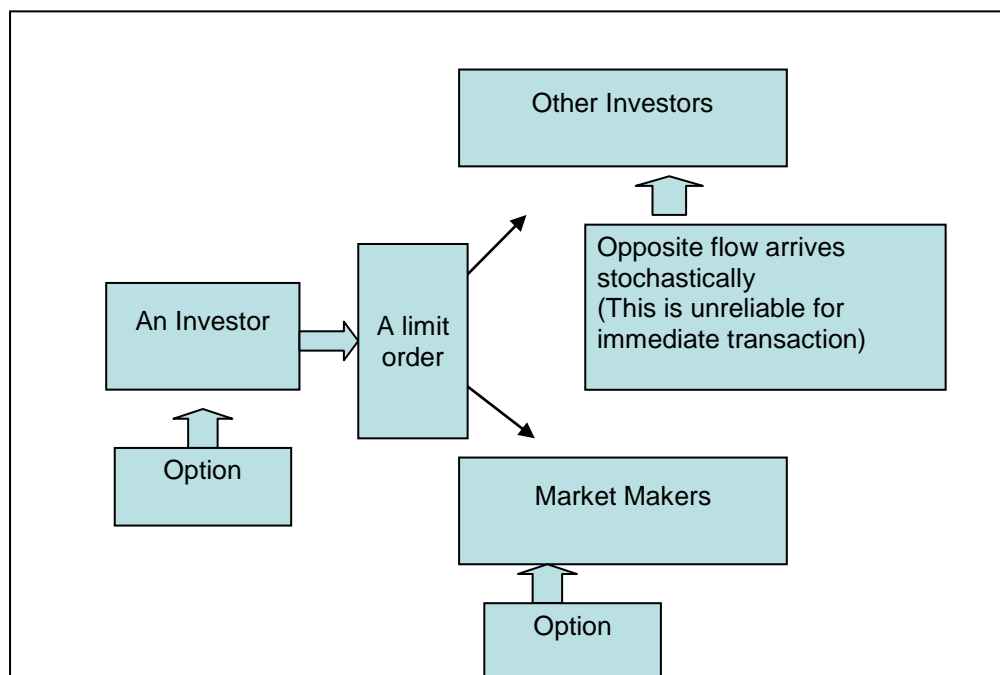 Other Investors
Opposite flow arrives
stochastically
(This is unreliable for
immediate transaction)
An Investor
A limit
order
Option
Market Makers
Option